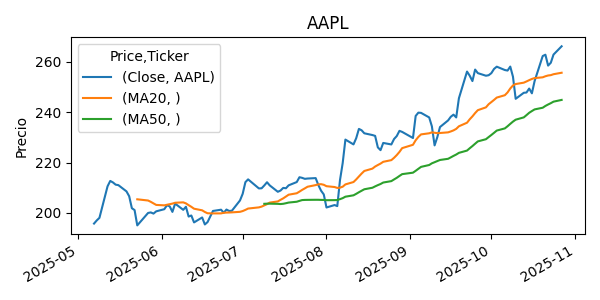 AAPL
Price,Ticker
(Close, AAPL)
(MA20, )
(MA50, )
Precio
260
240
220
200
2025-05
2025-06
2025-07
2025-08
2025-09
2025-10
2025-11